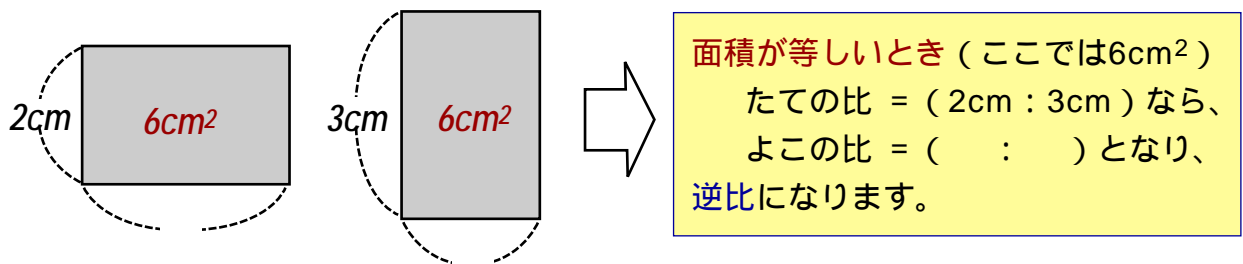 2cm
6cm²
3cm
6cm²
面積が等しいとき(ここでは6cm²)
たての比 =(2cm:3cm)なら、
よこの比 =(　:　)となり、
逆比になります。